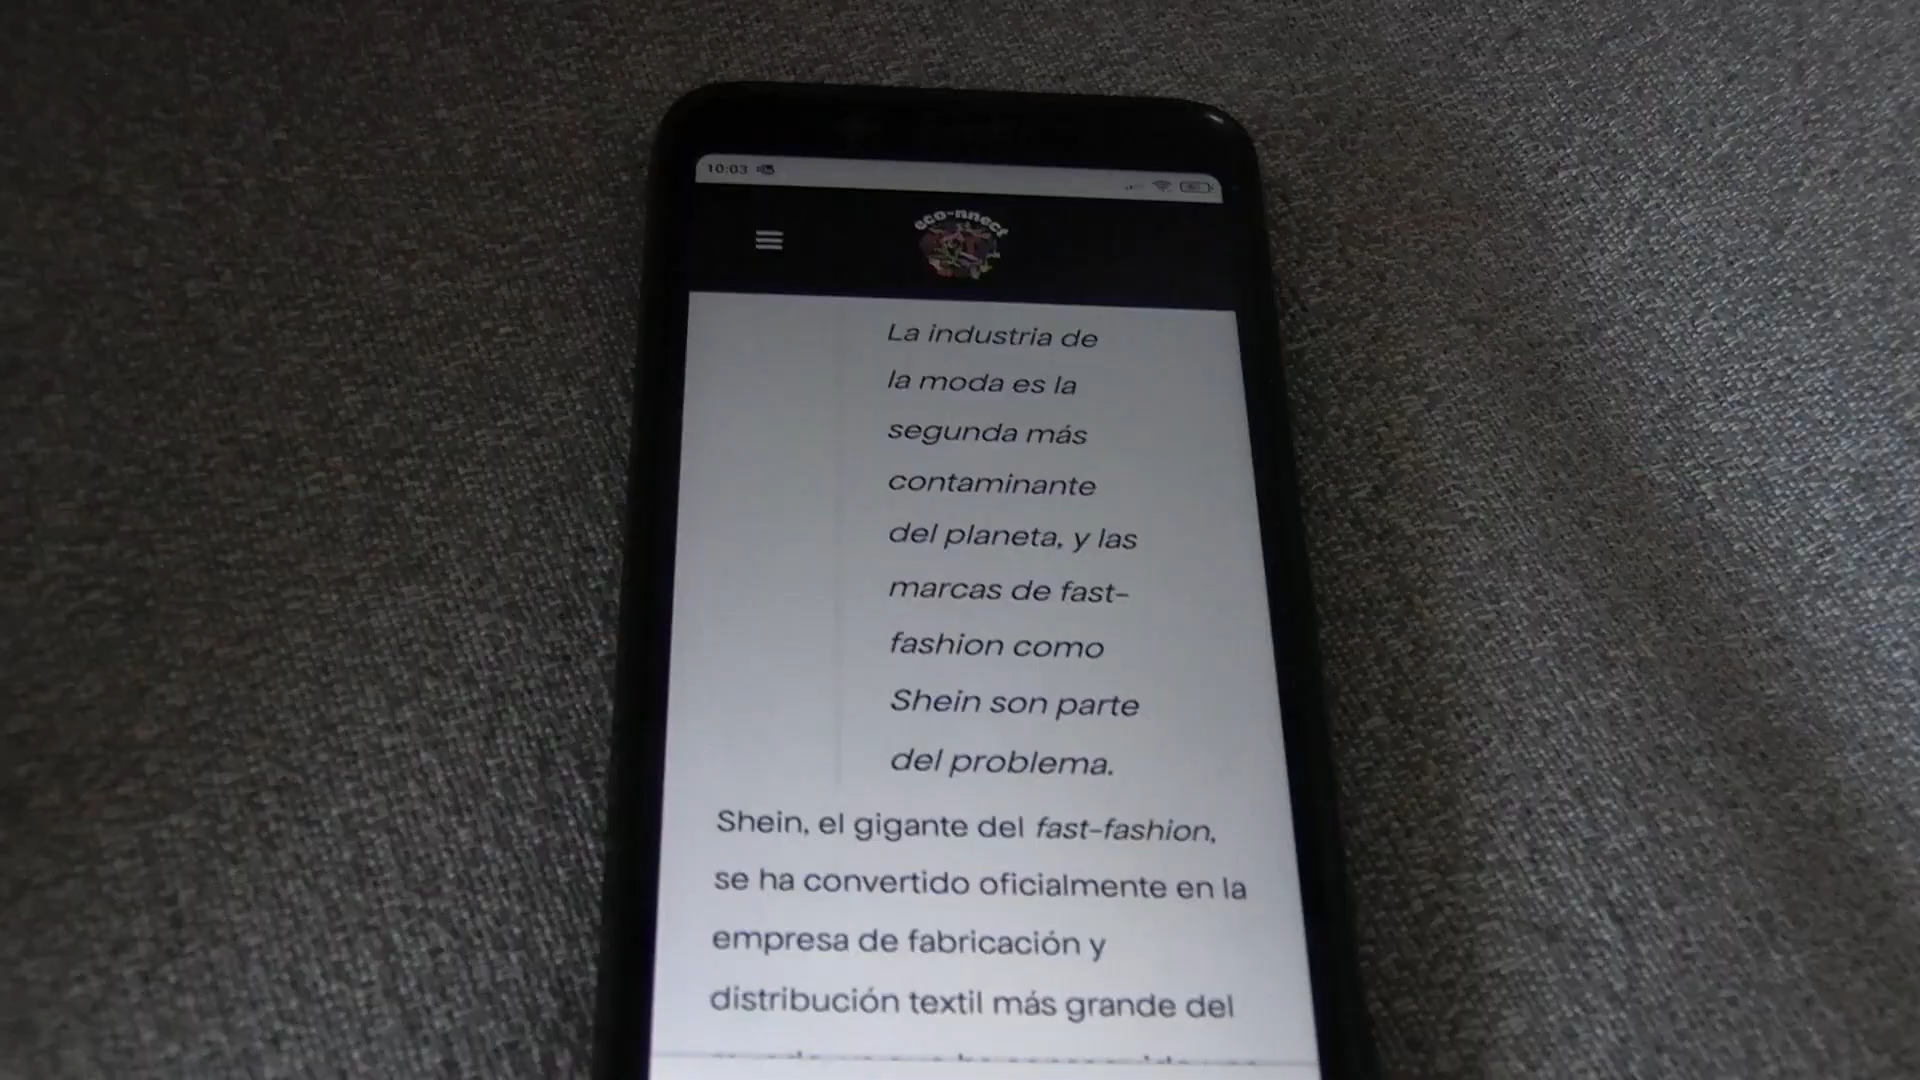 10:03
eco-nnect
La industria de
la moda es la
segunda más
contaminante
del planeta, y las
marcas de fast-
fashion como
Shein son parte
del problema.
Shein, el gigante del fast-fashion,
se ha convertido oficialmente en la
empresa de fabricación y
distribución textil más grande del